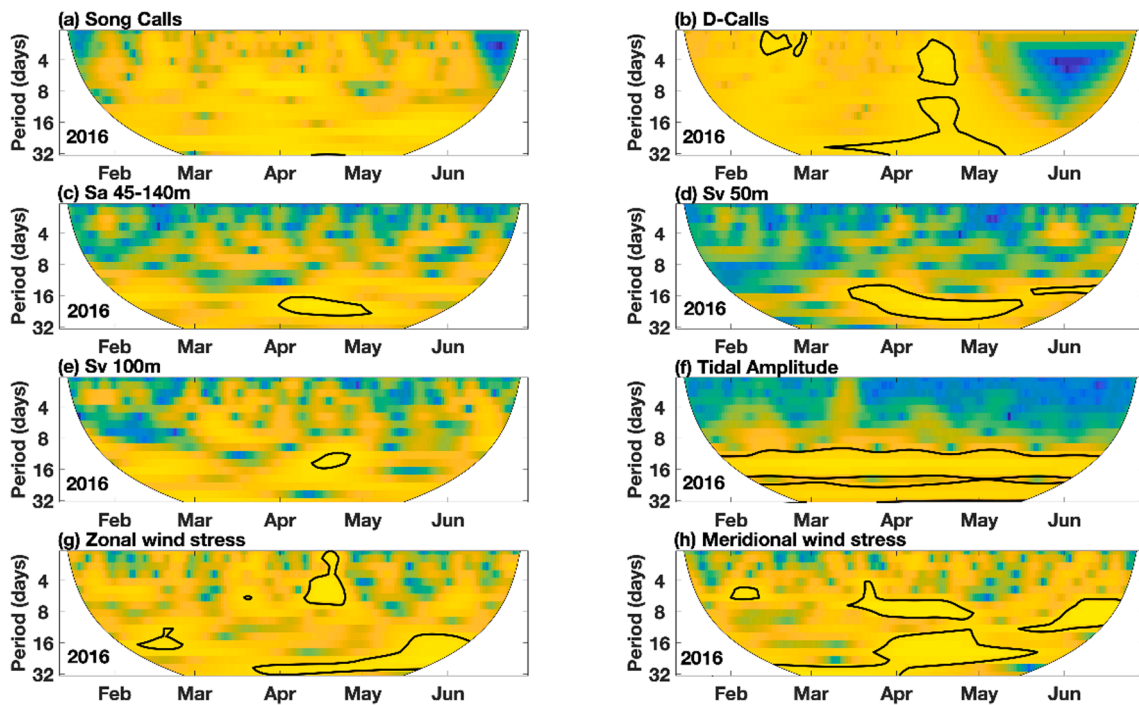 (a) Song Calls
(b) D-Calls
Period (days)
4
8
16
32
2016
Feb Mar Apr May Jun
Period (days)
4
8
16
32
2016
Feb Mar Apr May Jun
(c) Sa 45-140m
(d) Sv 50m
Period (days)
4
8
16
32
2016
Feb Mar Apr May Jun
Period (days)
4
8
16
32
2016
Feb Mar Apr May Jun
(e) Sv 100m
(f) Tidal Amplitude
Period (days)
4
8
16
32
2016
Feb Mar Apr May Jun
Period (days)
4
8
16
32
2016
Feb Mar Apr May Jun
(g) Zonal wind stress
(h) Meridional wind stress
Period (days)
4
8
16
32
2016
Feb Mar Apr May Jun
Period (days)
4
8
16
32
2016
Feb Mar Apr May Jun